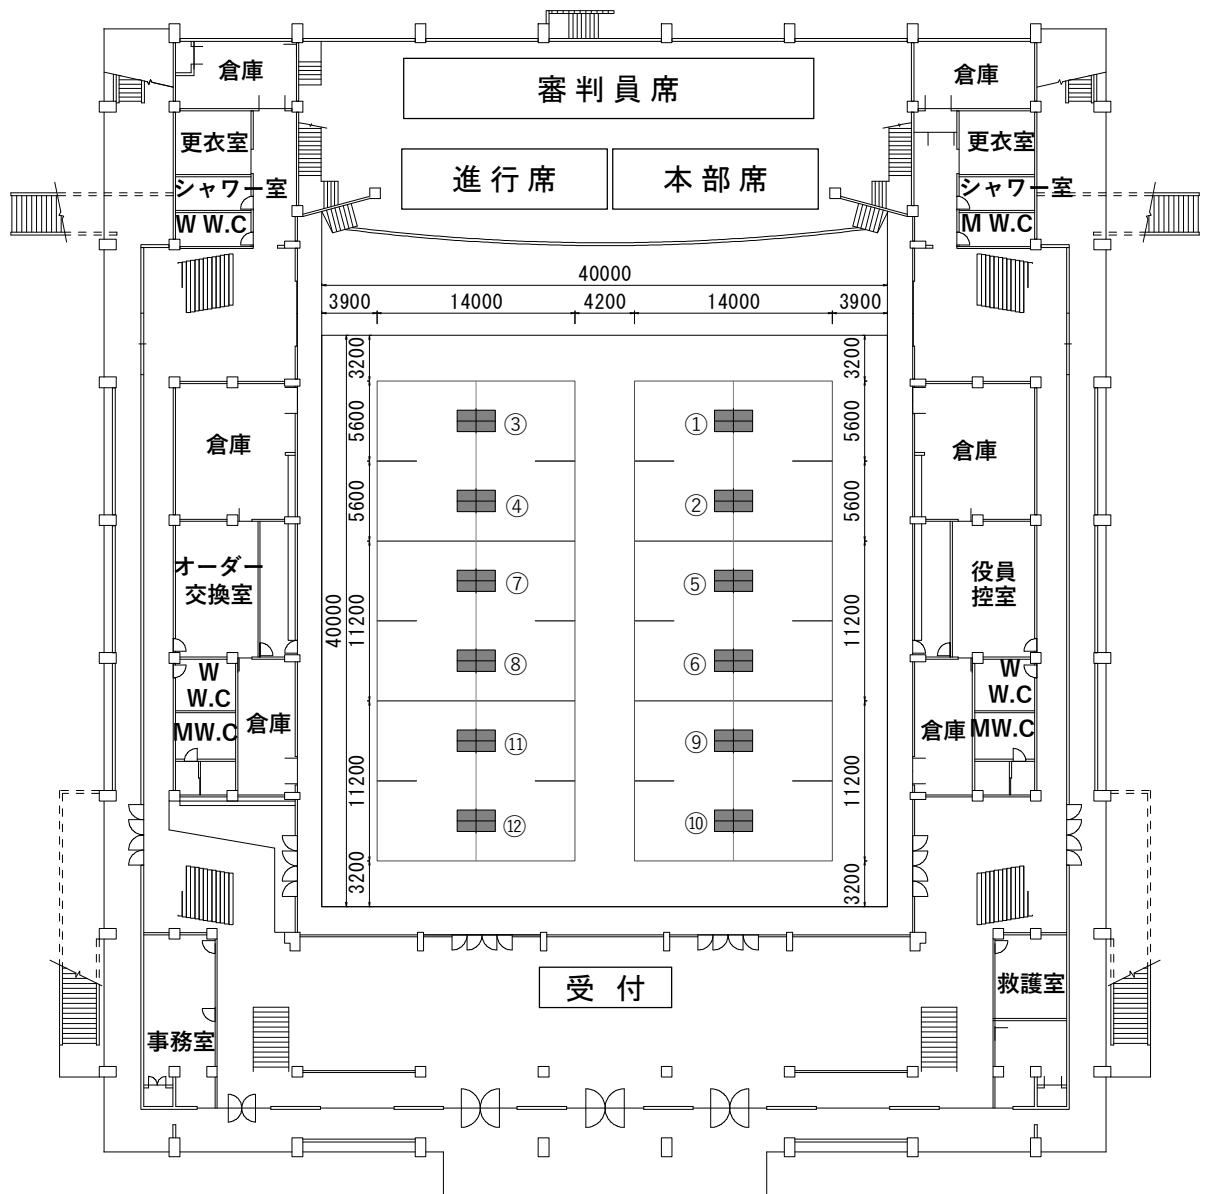 倉庫
審判員席
倉庫
更衣室
更衣室
進行席
本部席
シャワー室
シャワー室
W W.C
M W.C
40000
3900
14000
4200
14000
3900
3200
3200
5600
5600
③
①
倉庫
倉庫
5600
5600
④
②
オーダー
交換室
役員
控室
⑦
⑤
40000
11200
11200
⑧
⑥
W
W.C
W
W.C
MW.C
倉庫
倉庫
MW.C
⑪
⑨
11200
11200
⑫
⑩
3200
3200
受付
救護室
事務室